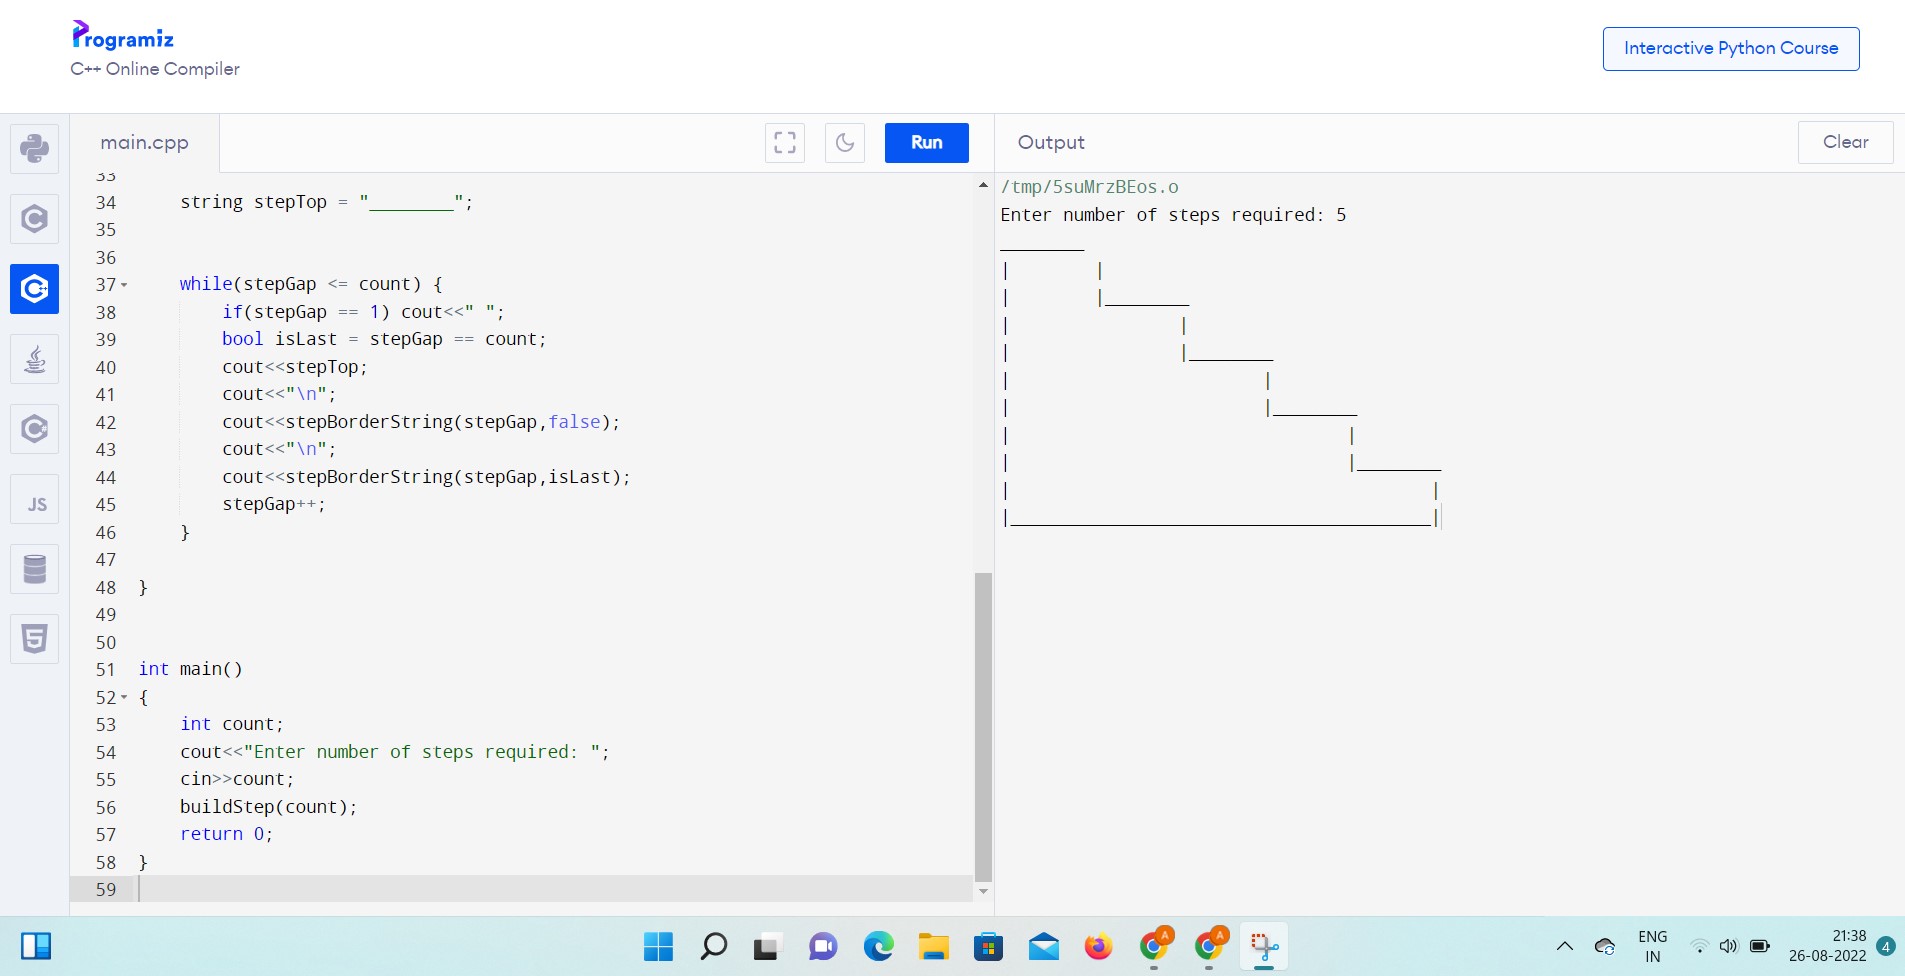 Programiz
C++ Online Compiler
Interactive Python Course
main.cpp
Run
Output
Clear
33
34     string stepTop = "________";
35
36
37     while(stepGap <= count) {
38         if(stepGap == 1) cout<<" ";
39         bool isLast = stepGap == count;
40         cout<<stepTop;
41         cout<<"\n";
42         cout<<stepBorderString(stepGap,false);
43         cout<<"\n";
44         cout<<stepBorderString(stepGap,isLast);
45         stepGap++;
46     }
47
48 }
49
50
51 int main()
52 {
53     int count;
54     cout<<"Enter number of steps required: ";
55     cin>>count;
56     buildStep(count);
57     return 0;
58 }
59
/tmp/5suMrzBEos.o
Enter number of steps required: 5
________
|        |
|        |________
|                |
|                |________
|                        |
|                        |________
|                                |
|                                |________
|                                        |
|________________________________________|
JS
ENG
IN
21:38
26-08-2022
4